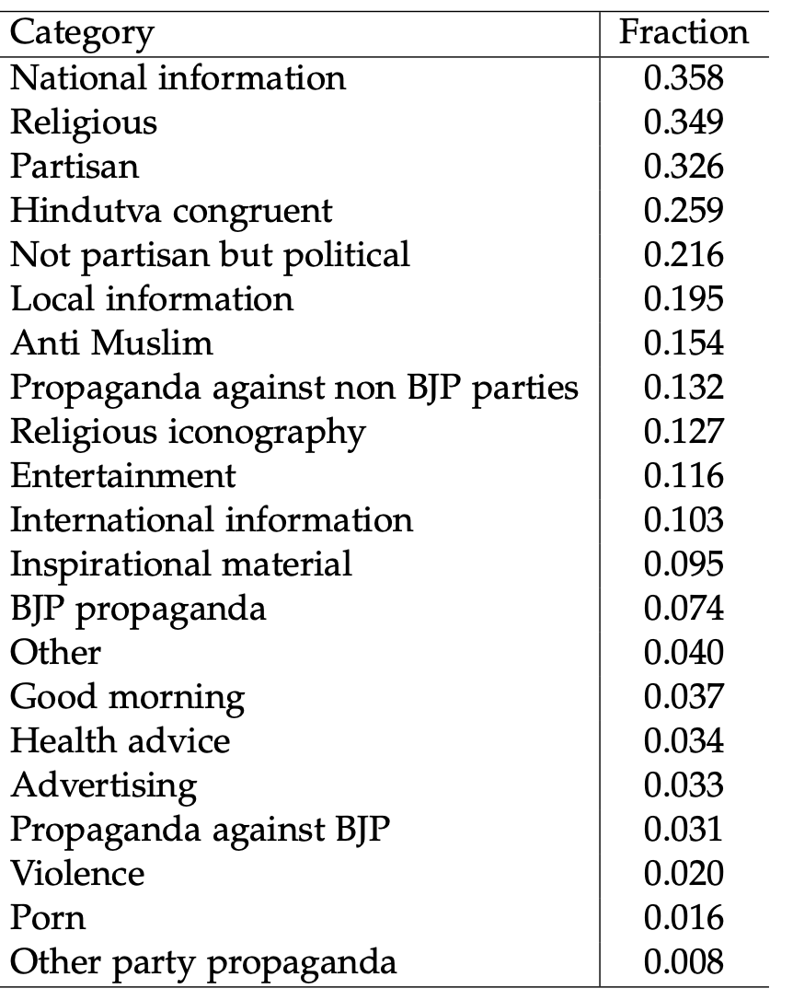 Category Fraction
National information 0.358
Religious 0.349
Partisan 0.326
Hindutva congruent 0.259
Not partisan but political 0.216
Local information 0.195
Anti Muslim 0.154
Propaganda against non BJP parties 0.132
Religious iconography 0.127
Entertainment 0.116
International information 0.103
Inspirational material 0.095
BJP propaganda 0.074
Other 0.040
Good morning 0.037
Health advice 0.034
Advertising 0.033
Propaganda against BJP 0.031
Violence 0.020
Porn 0.016
Other party propaganda 0.008